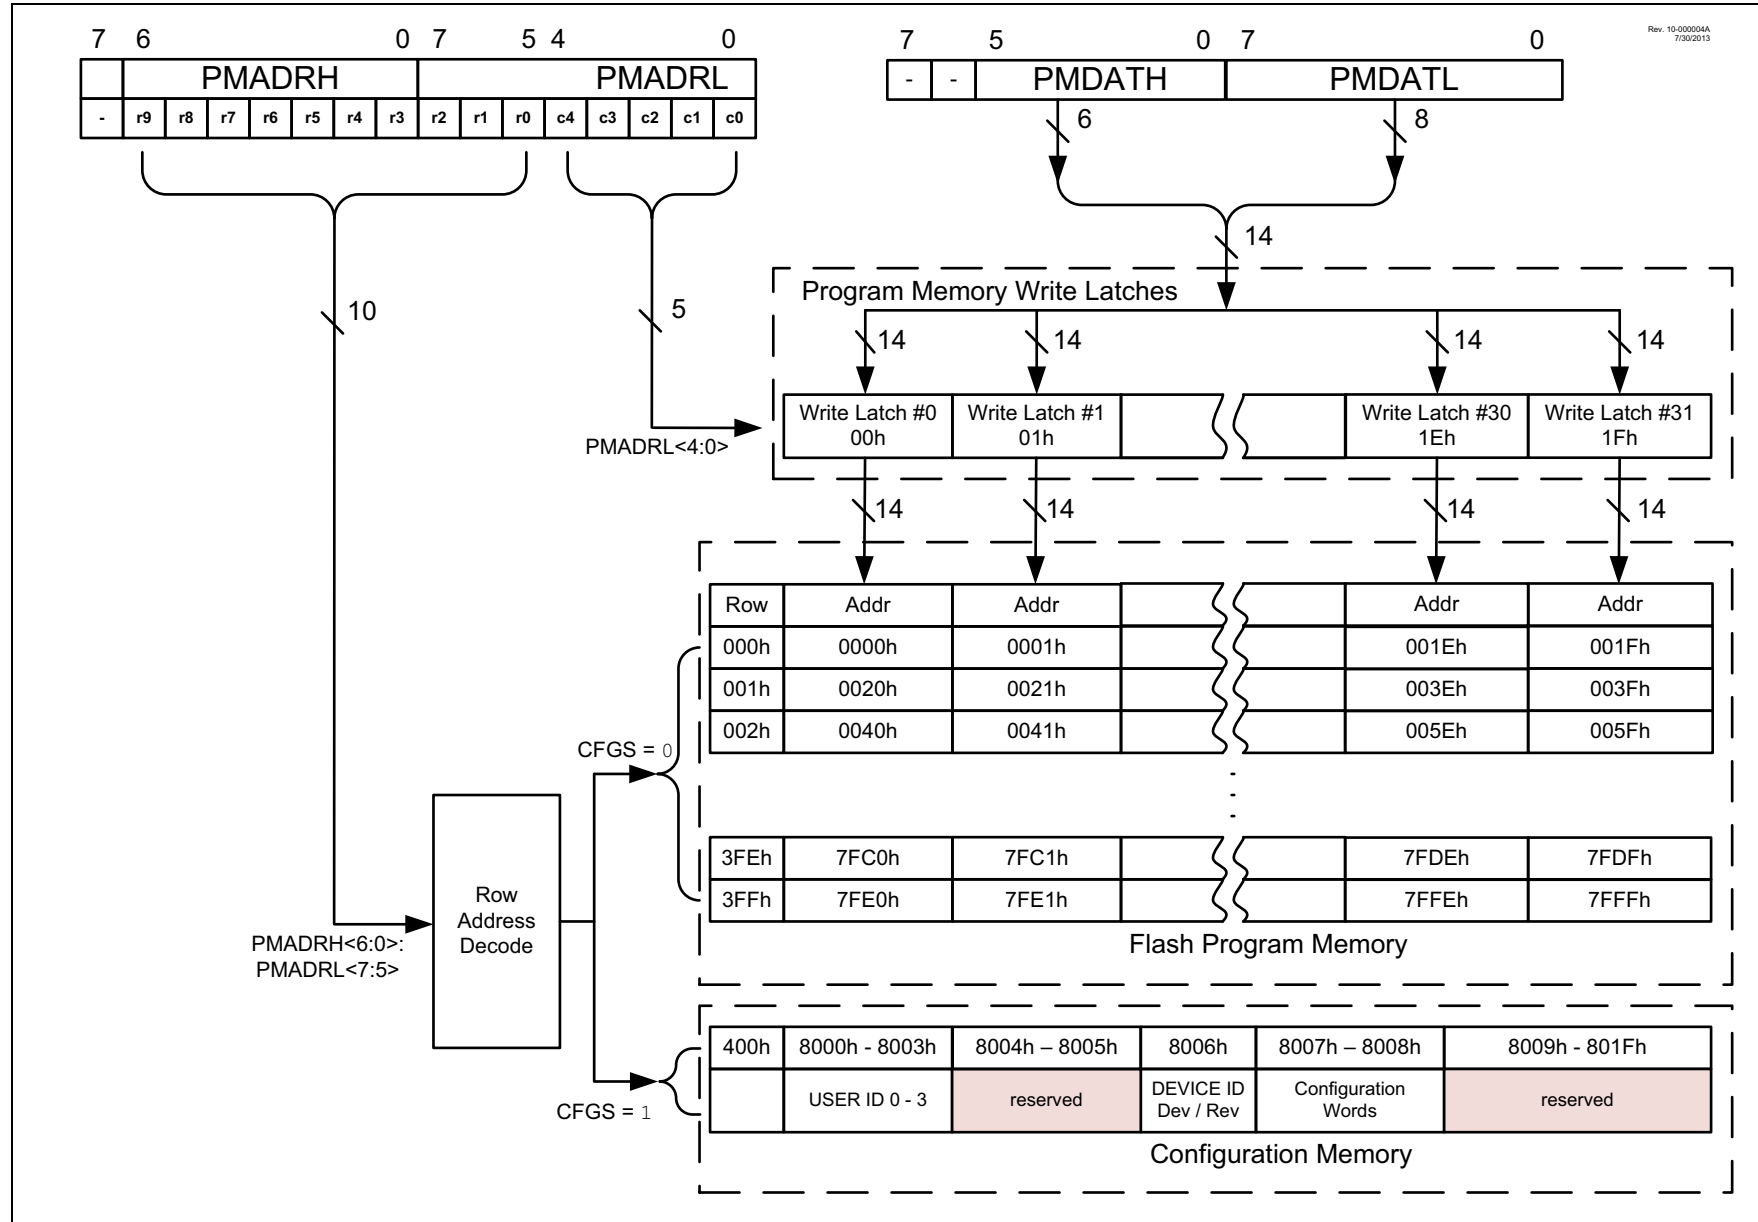 Rev. 10-000004A
7/30/2013
7 6 0 7 5 4 0
7 5 0 7 0
PMADRH PMADRL
- - PMDATH PMDATL
- r9 r8 r7 r6 r5 r4 r3 r2 r1 r0 c4 c3 c2 c1 c0
6 8
14
10 5
Program Memory Write Latches
14 14 14 14
PMADRL<4:0>
Write Latch #0 Write Latch #1 Write Latch #30 Write Latch #31
00h 01h 1Eh 1Fh
14 14 14 14
Row Addr Addr Addr Addr
000h 0000h 0001h 001Eh 001Fh
001h 0020h 0021h 003Eh 003Fh
002h 0040h 0041h 005Eh 005Fh
CFGS = 0
3FEh 7FC0h 7FC1h 7FDEh 7FDFh
3FFh 7FE0h 7FE1h 7FFEh 7FFFh
Flash Program Memory
Row
Address
Decode
PMADRH<6:0>:
PMADRL<7:5>
400h 8000h - 8003h 8004h – 8005h 8006h 8007h – 8008h 8009h - 801Fh
USER ID 0 - 3 reserved DEVICE ID Configuration reserved
Dev / Rev Words
CFGS = 1
Configuration Memory